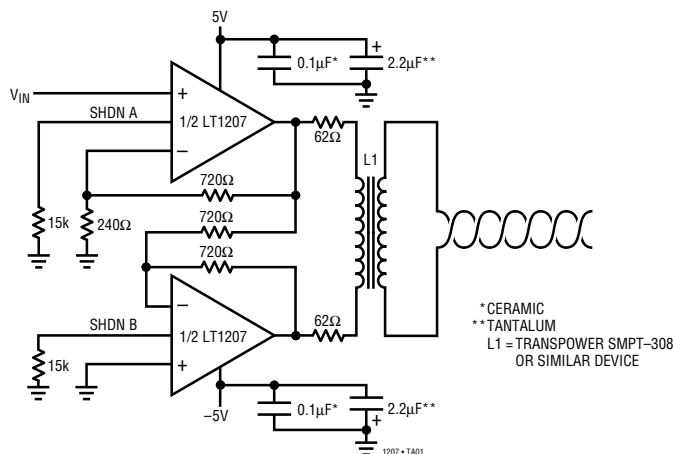 5V
0.1µF*
+
2.2µF**
VIN
+
SHDN A
1/2 LT1207
–
62Ω
L1
720Ω
15k
240Ω
720Ω
720Ω
–
SHDN B
1/2 LT1207
62Ω
+
15k
*CERAMIC
**TANTALUM
L1 = TRANSPOWER SMPT–308
OR SIMILAR DEVICE
–5V
0.1µF*
2.2µF**
+
1207 • TA01